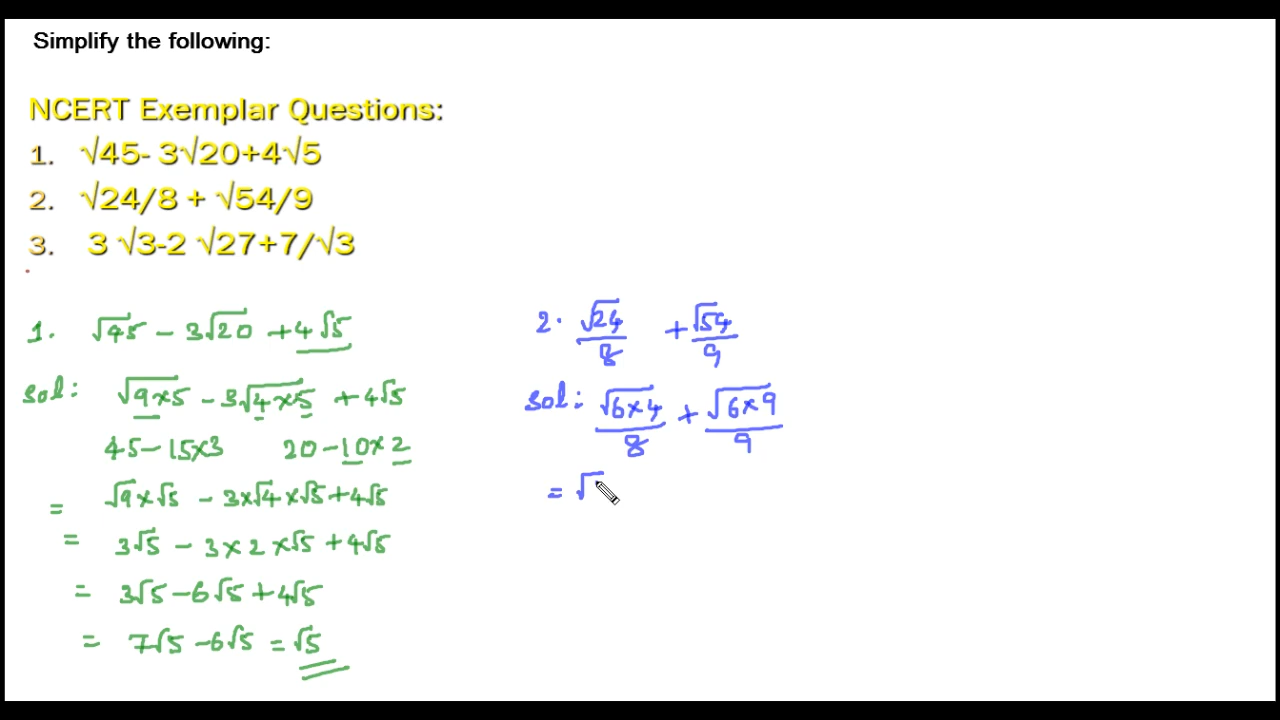 Simplify the following:
NCERT Exemplar Questions:
1. √45- 3√20+4√5
2. √24/8 + √54/9
3. 3 √3-2 √27+7/√3
1. √45 - 3√20 + 4√5
Sol: √9×5 - 3√4×5 + 4√5
45-15×3 20-10×2
= √9×√5 - 3×√4×√5+4√5
= 3√5 - 3×2×√5+4√5
= 3√5-6√5+4√5
= 7√5-6√5 = √5
2. √24/8 + √54/9
Sol: √6×4/8 + √6×9/9
= √